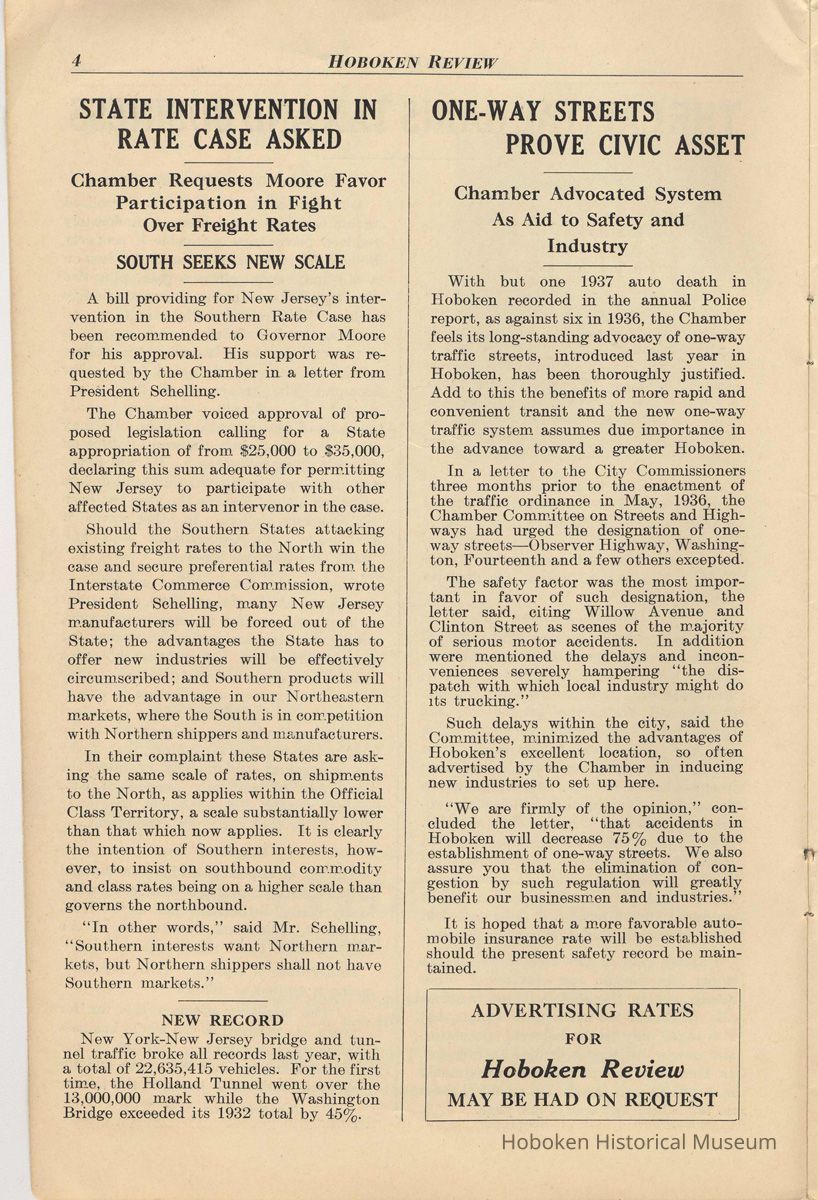 4
HOBOKEN REVIEW
STATE INTERVENTION IN
RATE CASE ASKED
Chamber Requests Moore Favor
Participation in Fight
Over Freight Rates
SOUTH SEEKS NEW SCALE
A bill providing for New Jersey's inter-
vention in the Southern Rate Case has
been recommended to Governor Moore
for his approval. His support was re-
quested by the Chamber in a letter from
President Schelling.
The Chamber voiced approval of pro-
posed legislation calling for a State
appropriation of from $25,000 to $35,000,
declaring this sum adequate for permitting
New Jersey to participate with other
affected States as an intervenor in the case.
Should the Southern States attacking
existing freight rates to the North win the
case and secure preferential rates from the
Interstate Commerce Commission, wrote
President Schelling, many New Jersey
manufacturers will be forced out of the
State; the advantages the State has to
offer new industries will be effectively
circumscribed; and Southern products will
have the advantage in our Northeastern
markets, where the South is in competition
with Northern shippers and manufacturers.
In their complaint these States are ask-
ing the same scale of rates, on shipments
to the North, as applies within the Official
Class Territory, a scale substantially lower
than that which now applies. It is clearly
the intention of Southern interests, how-
ever, to insist on southbound commodity
and class rates being on a higher scale than
governs the northbound.
"In other words," said Mr. Schelling,
"Southern interests want Northern mar-
kets, but Northern shippers shall not have
Southern markets."
NEW RECORD
New York-New Jersey bridge and tun-
nel traffic broke all records last year, with
a total of 22,635,415 vehicles. For the first
time, the Holland Tunnel went over the
13,000,000 mark while the Washington
Bridge exceeded its 1932 total by 45%.
ONE-WAY STREETS
PROVE CIVIC ASSET
Chamber Advocated System
As Aid to Safety and
Industry
With but one 1937 auto death in
Hoboken recorded in the annual Police
report, as against six in 1936, the Chamber
feels its long-standing advocacy of one-way
traffic streets, introduced last year in
Hoboken, has been thoroughly justified.
Add to this the benefits of more rapid and
convenient transit and the new one-way
traffic system assumes due importance in
the advance toward a greater Hoboken.
In a letter to the City Commissioners
three months prior to the enactment of
the traffic ordinance in May, 1936, the
Chamber Committee on Streets and High-
ways had urged the designation of one-
way streets—Observer Highway, Washing-
ton, Fourteenth and a few others excepted.
The safety factor was the most impor-
tant in favor of such designation, the
letter said, citing Willow Avenue and
Clinton Street as scenes of the majority
of serious motor accidents. In addition
were mentioned the delays and incon-
veniences severely hampering "the dis-
patch with which local industry might do
its trucking."
Such delays within the city, said the
Committee, minimized the advantages of
Hoboken's excellent location, so often
advertised by the Chamber in inducing
new industries to set up here.
"We are firmly of the opinion," con-
cluded the letter, "that accidents in
Hoboken will decrease 75% due to the
establishment of one-way streets. We also
assure you that the elimination of con-
gestion by such regulation will greatly
benefit our businessmen and industries."
It is hoped that a more favorable auto-
mobile insurance rate will be established
should the present safety record be main-
tained.
ADVERTISING RATES
FOR
Hoboken Review
MAY BE HAD ON REQUEST
Hoboken Historical Museum